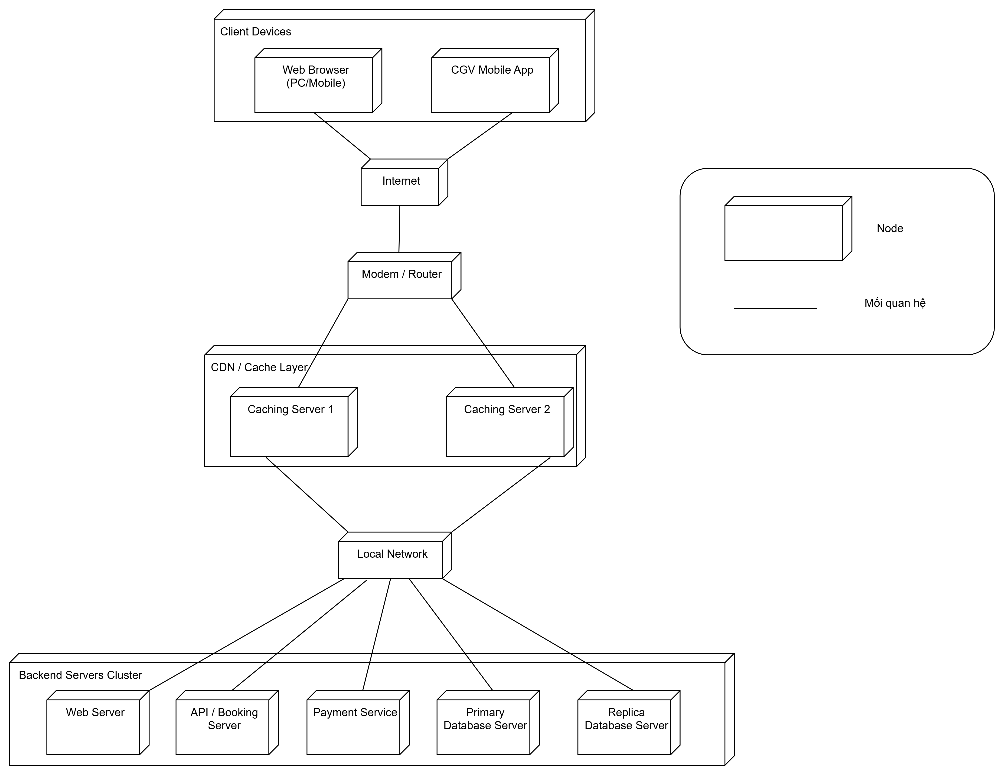 Client Devices
Web Browser
(PC/Mobile)
CGV Mobile App
Internet
Modem / Router
CDN / Cache Layer
Caching Server 1
Caching Server 2
Local Network
Backend Servers Cluster
Web Server
API / Booking
Server
Payment Service
Primary
Database Server
Replica
Database Server
Node
Mối quan hệ